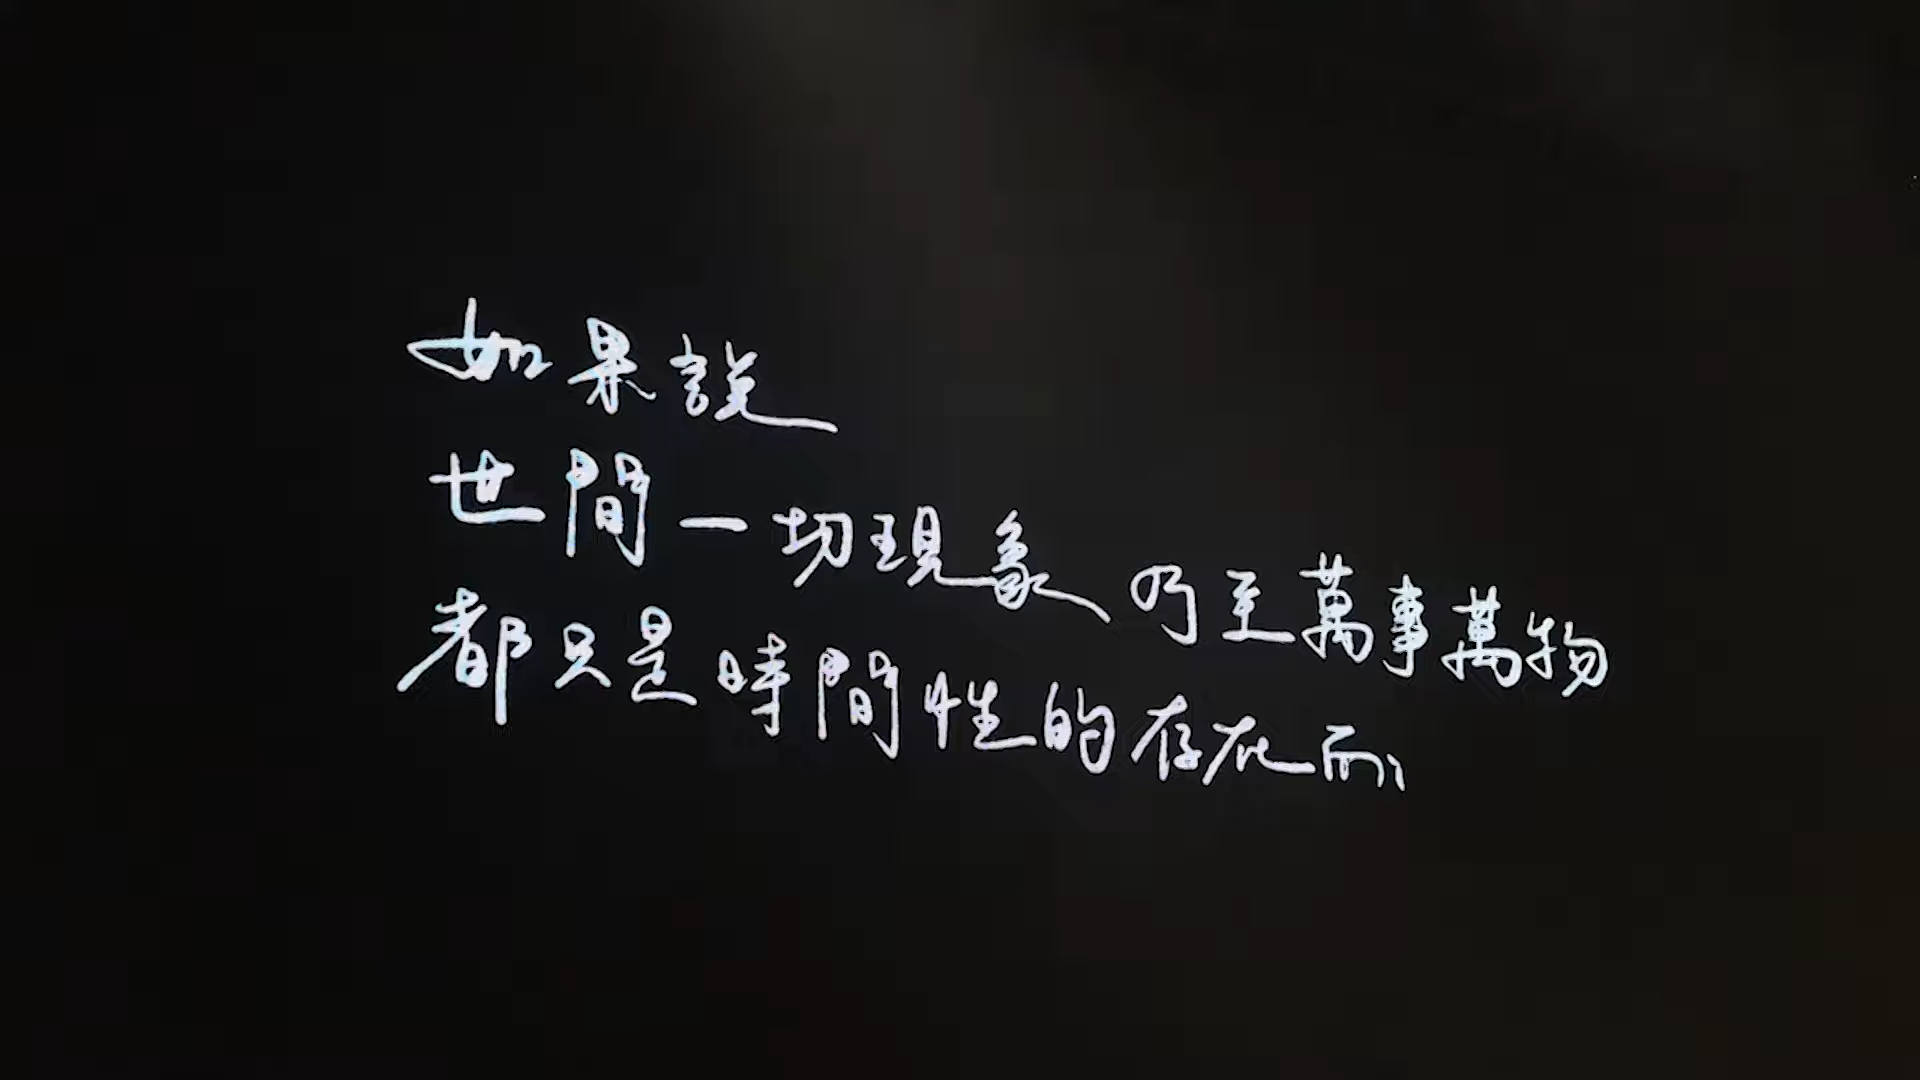 如果說
世間一切現象乃至萬事萬物
都只是時間性的存在而